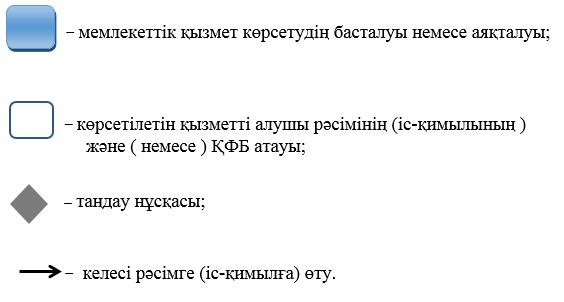 – мемлекеттік қызмет көрсетудің басталуы немесе аяқталуы;
– көрсетілетін қызметті алушы рәсімінің (іс-қимылының )
және ( немесе ) ҚФБ атауы;
– таңдау нұсқасы;
– келесі рәсімге (іс-қимылға) өту.